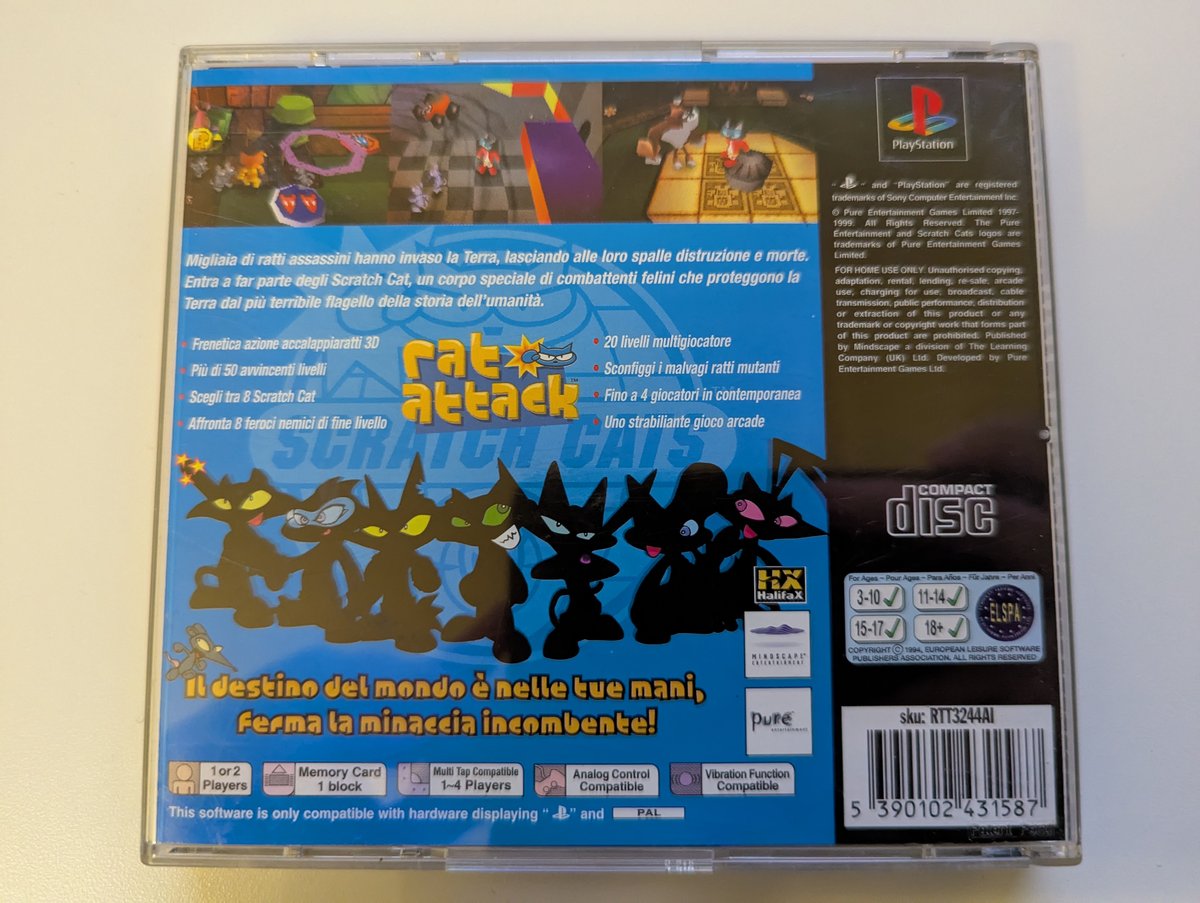 Migliaia di ratti assassini hanno invaso la Terra, lasciando alle loro spalle distruzione e morte.
Entra a far parte degli Scratch Cat, un corpo speciale di combattenti felini che proteggono la
Terra dal più terribile flagello della storia dell'umanità.
• Frenetica azione accalappiaratti 3D
• Più di 50 avvincenti livelli
• Scegli tra 8 Scratch Cat
• Affronta 8 feroci nemici di fine livello
rat
attack™
• 20 livelli multigiocatore
• Sconfiggi i malvagi ratti mutanti
• Fino a 4 giocatori in contemporanea
• Uno strabiliante gioco arcade
SCRATCH CATS
HX
HalifaX
MINDSCAPE
ENTERTAINMENT
pure
entertainment
Il destino del mondo è nelle tue mani,
ferma la minaccia incombente!
1 or 2
Players
Memory Card
1 block
Multi Tap Compatible
1~4 Players
Analog Control
Compatible
Vibration Function
Compatible
This software is only compatible with hardware displaying " " and PAL
PlayStation
" " and "PlayStation" are registered
trademarks of Sony Computer Entertainment Inc.
© Pure Entertainment Games Limited 1997-
1999. All Rights Reserved. The Pure
Entertainment and Scratch Cats logos are
trademarks of Pure Entertainment Games
Limited.
FOR HOME USE ONLY. Unauthorised copying,
adaptation, rental, lending, re-sale, arcade
use, charging for use, broadcast, cable
transmission, public performance, distribution
or extraction of this product or any
trademark or copyright work that forms part
of this product are prohibited. Published
by Mindscape a division of The Learning
Company (UK) Ltd. Developed by Pure
Entertainment Games Ltd.
COMPACT
disc
For Ages – Pour Ages – Para Años – Für Jahre – Per Anni
3-10 11-14
15-17 18+
ELSPA
COPYRIGHT © 1994, EUROPEAN LEISURE SOFTWARE
PUBLISHERS ASSOCIATION, ALL RIGHTS RESERVED
sku: RTT3244AI
5 390102 431587